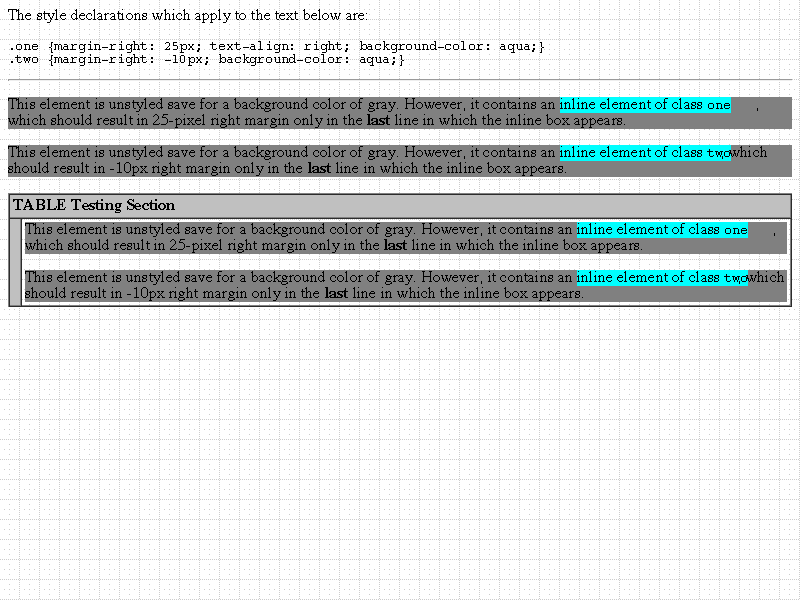 The style declarations which apply to the text below are:
.one {margin-right: 25px; text-align: right; background-color: aqua;}
.two {margin-right: -10px; background-color: aqua;}
This element is unstyled save for a background color of gray. However, it contains an inline element of class one ,
which should result in 25-pixel right margin only in the last line in which the inline box appears.
This element is unstyled save for a background color of gray. However, it contains an inline element of class two, which
should result in -10px right margin only in the last line in which the inline box appears.
TABLE Testing Section
This element is unstyled save for a background color of gray. However, it contains an inline element of class one ,
which should result in 25-pixel right margin only in the last line in which the inline box appears.
This element is unstyled save for a background color of gray. However, it contains an inline element of class two, which
should result in -10px right margin only in the last line in which the inline box appears.